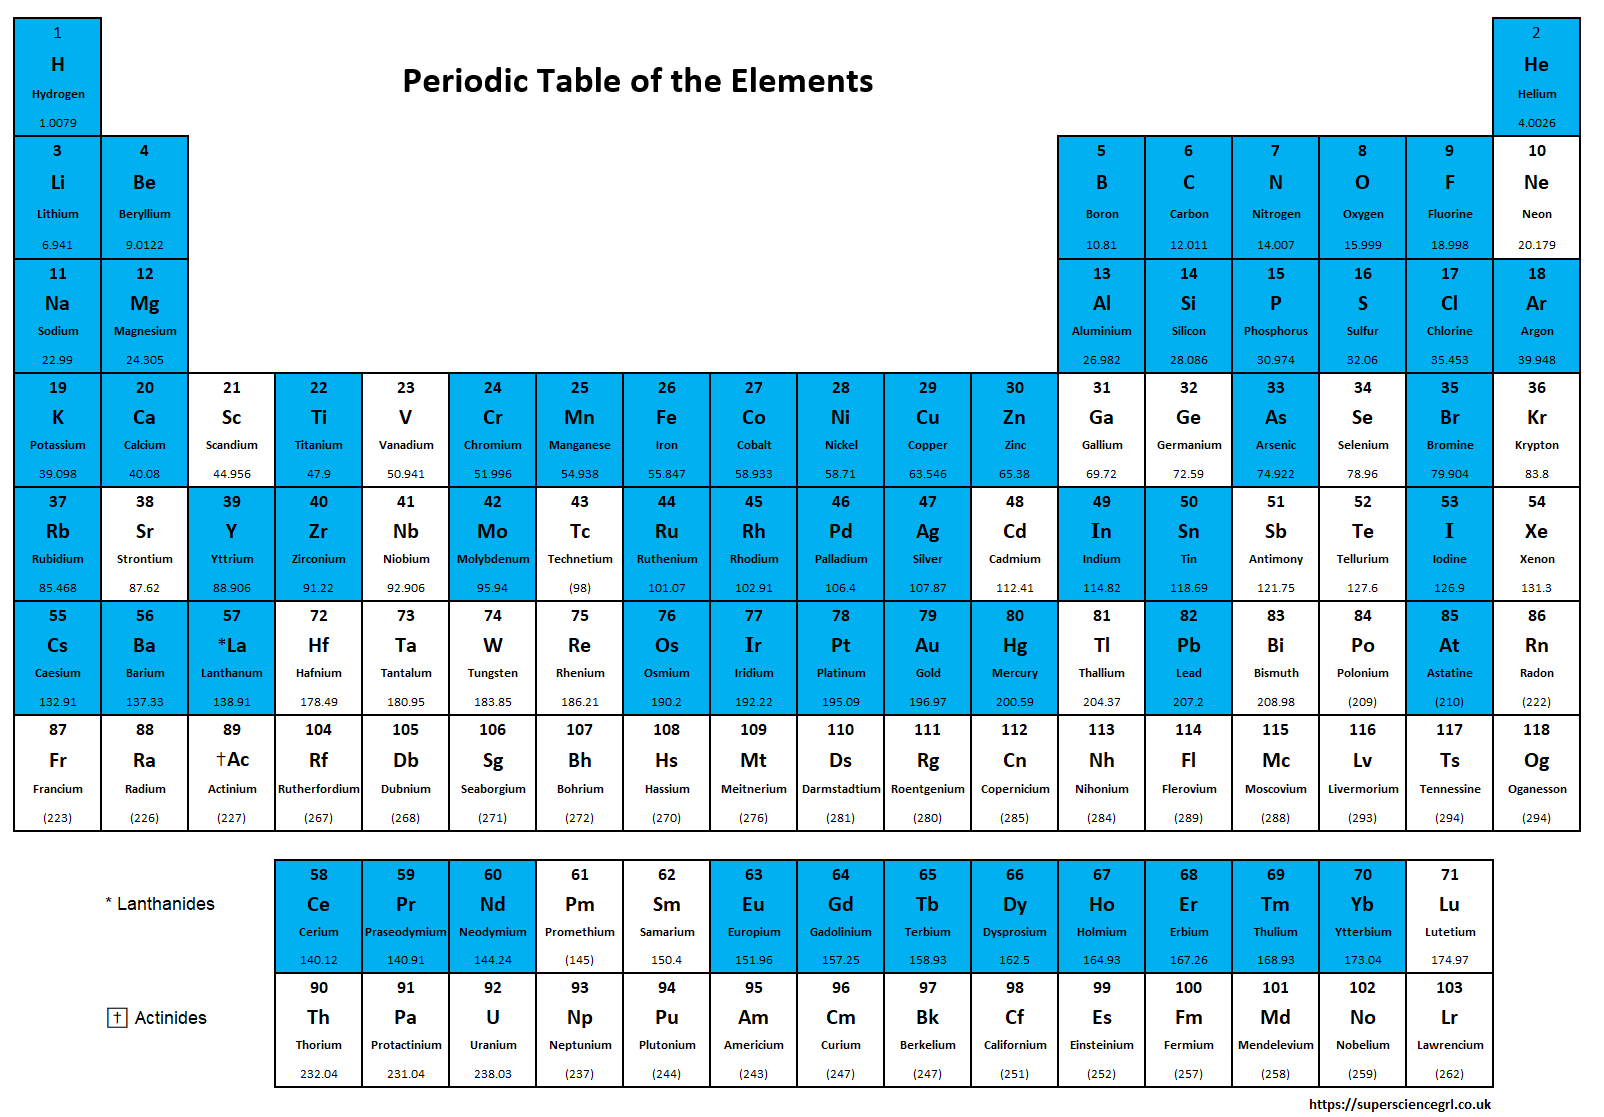 Periodic Table of the Elements
1 2
H He
Hydrogen Helium
1.0079 4.0026
3 4 5 6 7 8 9 10
Li Be B C N O F Ne
Lithium Beryllium Boron Carbon Nitrogen Oxygen Fluorine Neon
6.941 9.0122 10.81 12.011 14.007 15.999 18.998 20.179
11 12 13 14 15 16 17 18
Na Mg Al Si P S Cl Ar
Sodium Magnesium Aluminium Silicon Phosphorus Sulfur Chlorine Argon
22.99 24.305 26.982 28.086 30.974 32.06 35.453 39.948
19 20 21 22 23 24 25 26 27 28 29 30 31 32 33 34 35 36
K Ca Sc Ti V Cr Mn Fe Co Ni Cu Zn Ga Ge As Se Br Kr
Potassium Calcium Scandium Titanium Vanadium Chromium Manganese Iron Cobalt Nickel Copper Zinc Gallium Germanium Arsenic Selenium Bromine Krypton
39.098 40.08 44.956 47.9 50.941 51.996 54.938 55.847 58.933 58.71 63.546 65.38 69.72 72.59 74.922 78.96 79.904 83.8
37 38 39 40 41 42 43 44 45 46 47 48 49 50 51 52 53 54
Rb Sr Y Zr Nb Mo Tc Ru Rh Pd Ag Cd In Sn Sb Te I Xe
Rubidium Strontium Yttrium Zirconium Niobium Molybdenum Technetium Ruthenium Rhodium Palladium Silver Cadmium Indium Tin Antimony Tellurium Iodine Xenon
85.468 87.62 88.906 91.22 92.906 95.94 (98) 101.07 102.91 106.4 107.87 112.41 114.82 118.69 121.75 127.6 126.9 131.3
55 56 57 72 73 74 75 76 77 78 79 80 81 82 83 84 85 86
Cs Ba *La Hf Ta W Re Os Ir Pt Au Hg Tl Pb Bi Po At Rn
Caesium Barium Lanthanum Hafnium Tantalum Tungsten Rhenium Osmium Iridium Platinum Gold Mercury Thallium Lead Bismuth Polonium Astatine Radon
132.91 137.33 138.91 178.49 180.95 183.85 186.21 190.2 192.22 195.09 196.97 200.59 204.37 207.2 208.98 (209) (210) (222)
87 88 89 104 105 106 107 108 109 110 111 112 113 114 115 116 117 118
Fr Ra †Ac Rf Db Sg Bh Hs Mt Ds Rg Cn Nh Fl Mc Lv Ts Og
Francium Radium Actinium Rutherfordium Dubnium Seaborgium Bohrium Hassium Meitnerium Darmstadtium Roentgenium Copernicium Nihonium Flerovium Moscovium Livermorium Tennessine Oganesson
(223) (226) (227) (267) (268) (271) (272) (270) (276) (281) (280) (285) (284) (289) (288) (293) (294) (294)
58 59 60 61 62 63 64 65 66 67 68 69 70 71
* Lanthanides Ce Pr Nd Pm Sm Eu Gd Tb Dy Ho Er Tm Yb Lu
Cerium Praseodymium Neodymium Promethium Samarium Europium Gadolinium Terbium Dysprosium Holmium Erbium Thulium Ytterbium Lutetium
140.12 140.91 144.24 (145) 150.4 151.96 157.25 158.93 162.5 164.93 167.26 168.93 173.04 174.97
90 91 92 93 94 95 96 97 98 99 100 101 102 103
† Actinides Th Pa U Np Pu Am Cm Bk Cf Es Fm Md No Lr
Thorium Protactinium Uranium Neptunium Plutonium Americium Curium Berkelium Californium Einsteinium Fermium Mendelevium Nobelium Lawrencium
232.04 231.04 238.03 (237) (244) (243) (247) (247) (251) (252) (257) (258) (259) (262)
https://supersciencegrl.co.uk